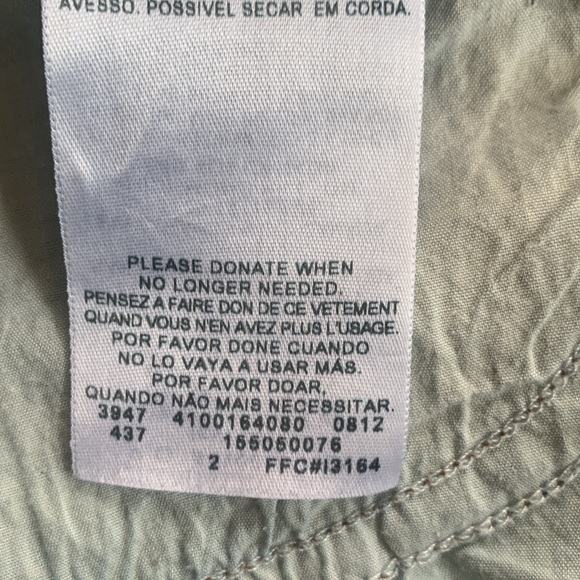 AVESSO. POSSIVEL SECAR EM CORDA.
PLEASE DONATE WHEN
NO LONGER NEEDED.
PENSEZ A FAIRE DON DE CE VETEMENT
QUAND VOUS N'EN AVEZ PLUS L'USAGE.
POR FAVOR DONE CUANDO
NO LO VAYA A USAR MÁS.
POR FAVOR DOAR,
QUANDO NÃO MAIS NECESSITAR.
3947 4100164080 0812
437 155050076
2 FFC#I3164